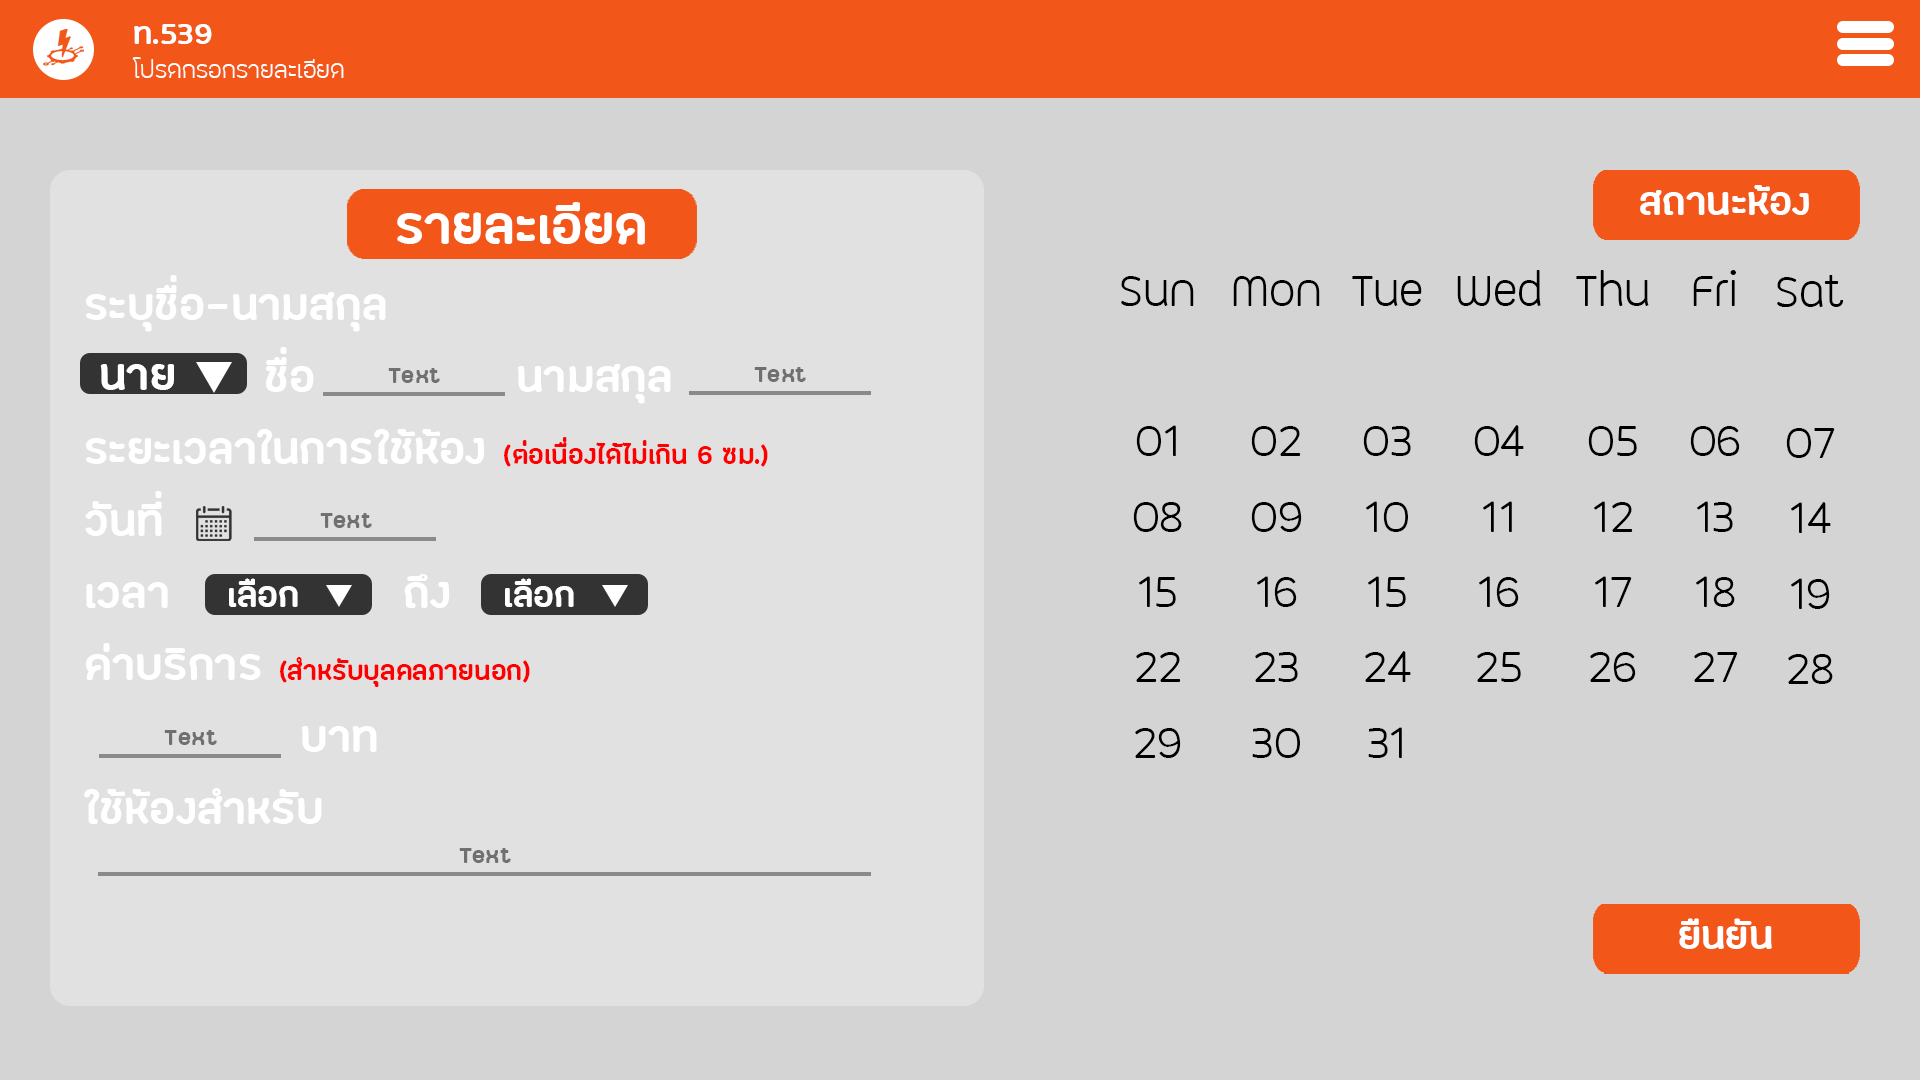 ท.539
โปรดกรอกรายละเอียด
รายละเอียด
ระบุชื่อ-นามสกุล
นาย ชื่อ Text นามสกุล Text
ระยะเวลาในการใช้ห้อง (ต่อเนื่องได้ไม่เกิน 6 ชม.)
วันที่ Text
เวลา เลือก ถึง เลือก
ค่าบริการ (สำหรับบุลคลภายนอก)
Text บาท
ใช้ห้องสำหรับ
Text
สถานะห้อง
Sun Mon Tue Wed Thu Fri Sat
01 02 03 04 05 06 07
08 09 10 11 12 13 14
15 16 15 16 17 18 19
22 23 24 25 26 27 28
29 30 31
ยืนยัน